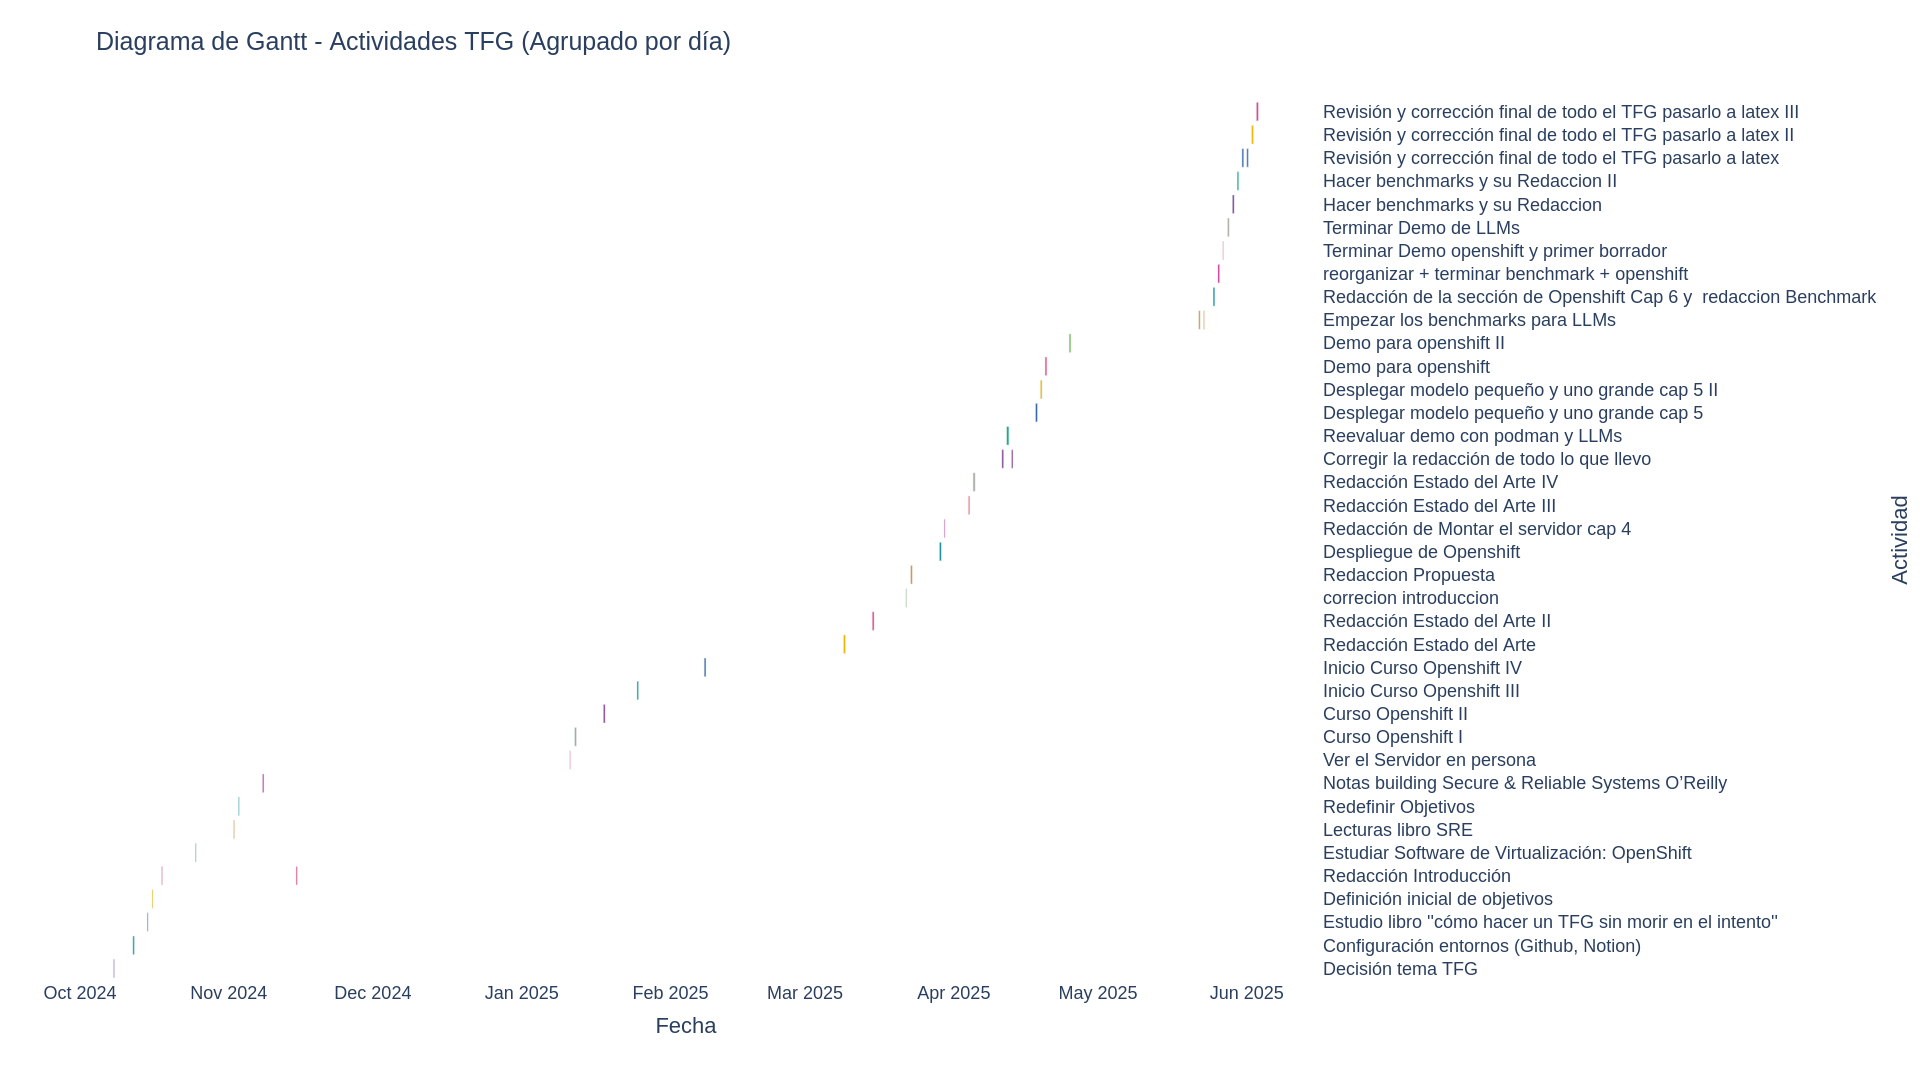 Diagrama de Gantt - Actividades TFG (Agrupado por día)
Revisión y corrección final de todo el TFG pasarlo a latex III
Revisión y corrección final de todo el TFG pasarlo a latex II
Revisión y corrección final de todo el TFG pasarlo a latex
Hacer benchmarks y su Redaccion II
Hacer benchmarks y su Redaccion
Terminar Demo de LLMs
Terminar Demo openshift y primer borrador
reorganizar + terminar benchmark + openshift
Redacción de la sección de Openshift Cap 6 y  redaccion Benchmark
Empezar los benchmarks para LLMs
Demo para openshift II
Demo para openshift
Desplegar modelo pequeño y uno grande cap 5 II
Desplegar modelo pequeño y uno grande cap 5
Reevaluar demo con podman y LLMs
Corregir la redacción de todo lo que llevo
Redacción Estado del Arte IV
Redacción Estado del Arte III
Redacción de Montar el servidor cap 4
Despliegue de Openshift
Redaccion Propuesta
correcion introduccion
Redacción Estado del Arte II
Redacción Estado del Arte
Inicio Curso Openshift IV
Inicio Curso Openshift III
Curso Openshift II
Curso Openshift I
Ver el Servidor en persona
Notas building Secure & Reliable Systems O’Reilly
Redefinir Objetivos
Lecturas libro SRE
Estudiar Software de Virtualización: OpenShift
Redacción Introducción
Definición inicial de objetivos
Estudio libro "cómo hacer un TFG sin morir en el intento"
Configuración entornos (Github, Notion)
Decisión tema TFG
Actividad
Oct 2024 Nov 2024 Dec 2024 Jan 2025 Feb 2025 Mar 2025 Apr 2025 May 2025 Jun 2025
Fecha